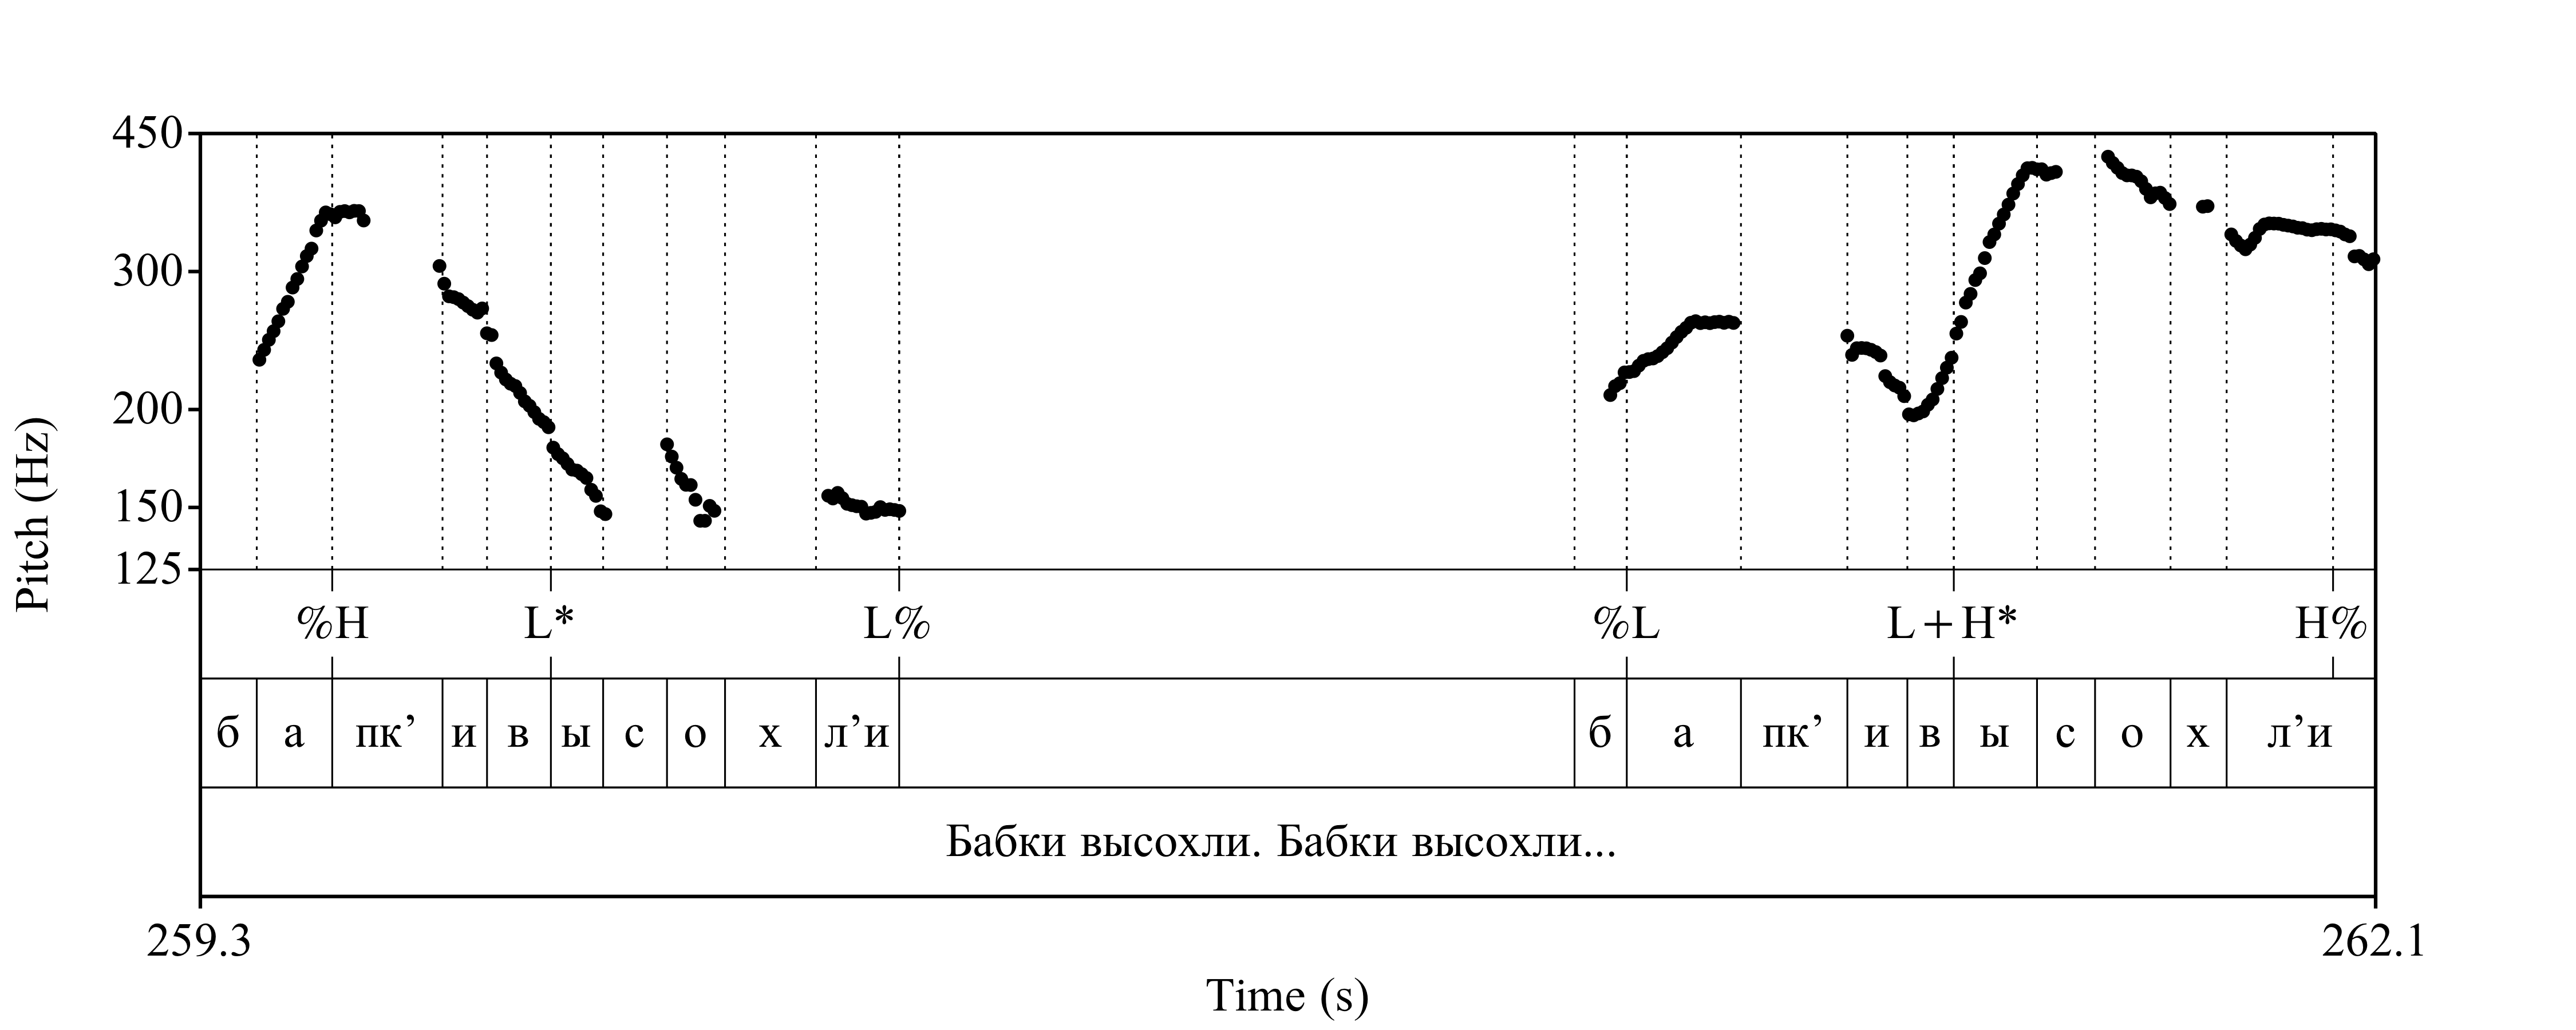 450
300
200
150
125
Pitch (Hz)
%H L* L% %L L+H* H%
б а пк’ и в ы с о х л’и б а пк’ и в ы с о х л’и
Бабки высохли. Бабки высохли...
259.3 262.1
Time (s)